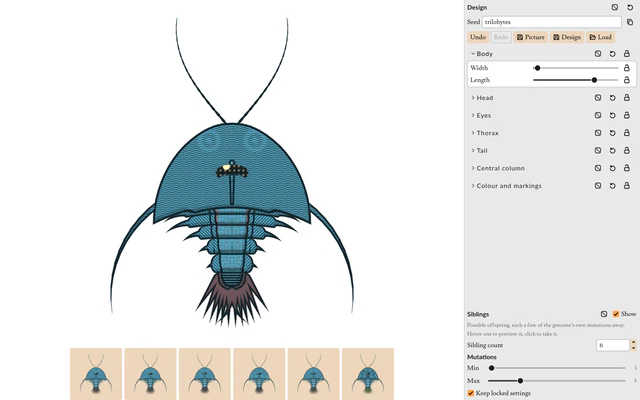 Design
Seed trilobytes
Undo Redo Picture Design Load
Body
Width
Length
Head
Eyes
Thorax
Tail
Central column
Colour and markings
Siblings Show
Possible offspring, each a few of the genome's own mutations away.
Hover one to preview it, click to take it.
Sibling count 6
Mutations
Min 1
Max 3
Keep locked settings